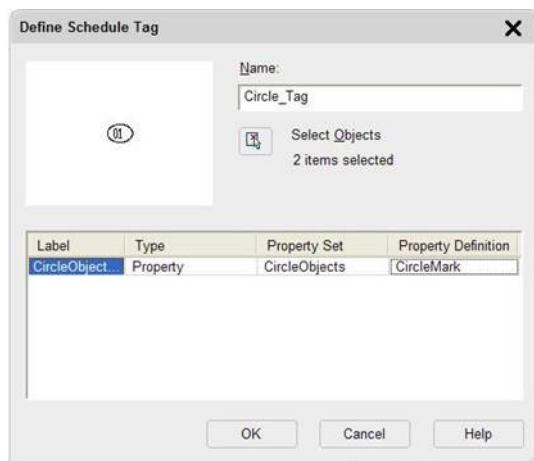 Define Schedule Tag
Name:
Circle_Tag
01
Select Objects
2 items selected
Label Type Property Set Property Definition
CircleObject... Property CircleObjects CircleMark
OK Cancel Help